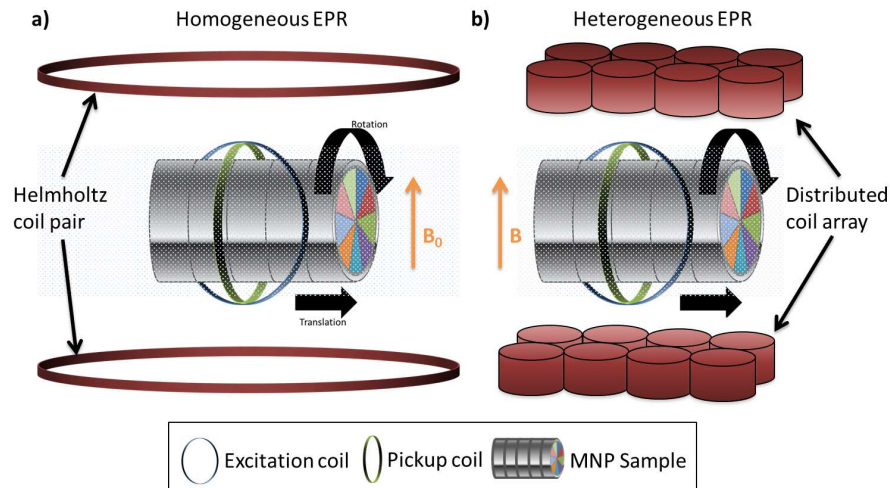 a)
Homogeneous EPR
b)
Heterogeneous EPR
Rotation
Helmholtz
coil pair
B₀
Translation
B
Distributed
coil array
Excitation coil
Pickup coil
MNP Sample